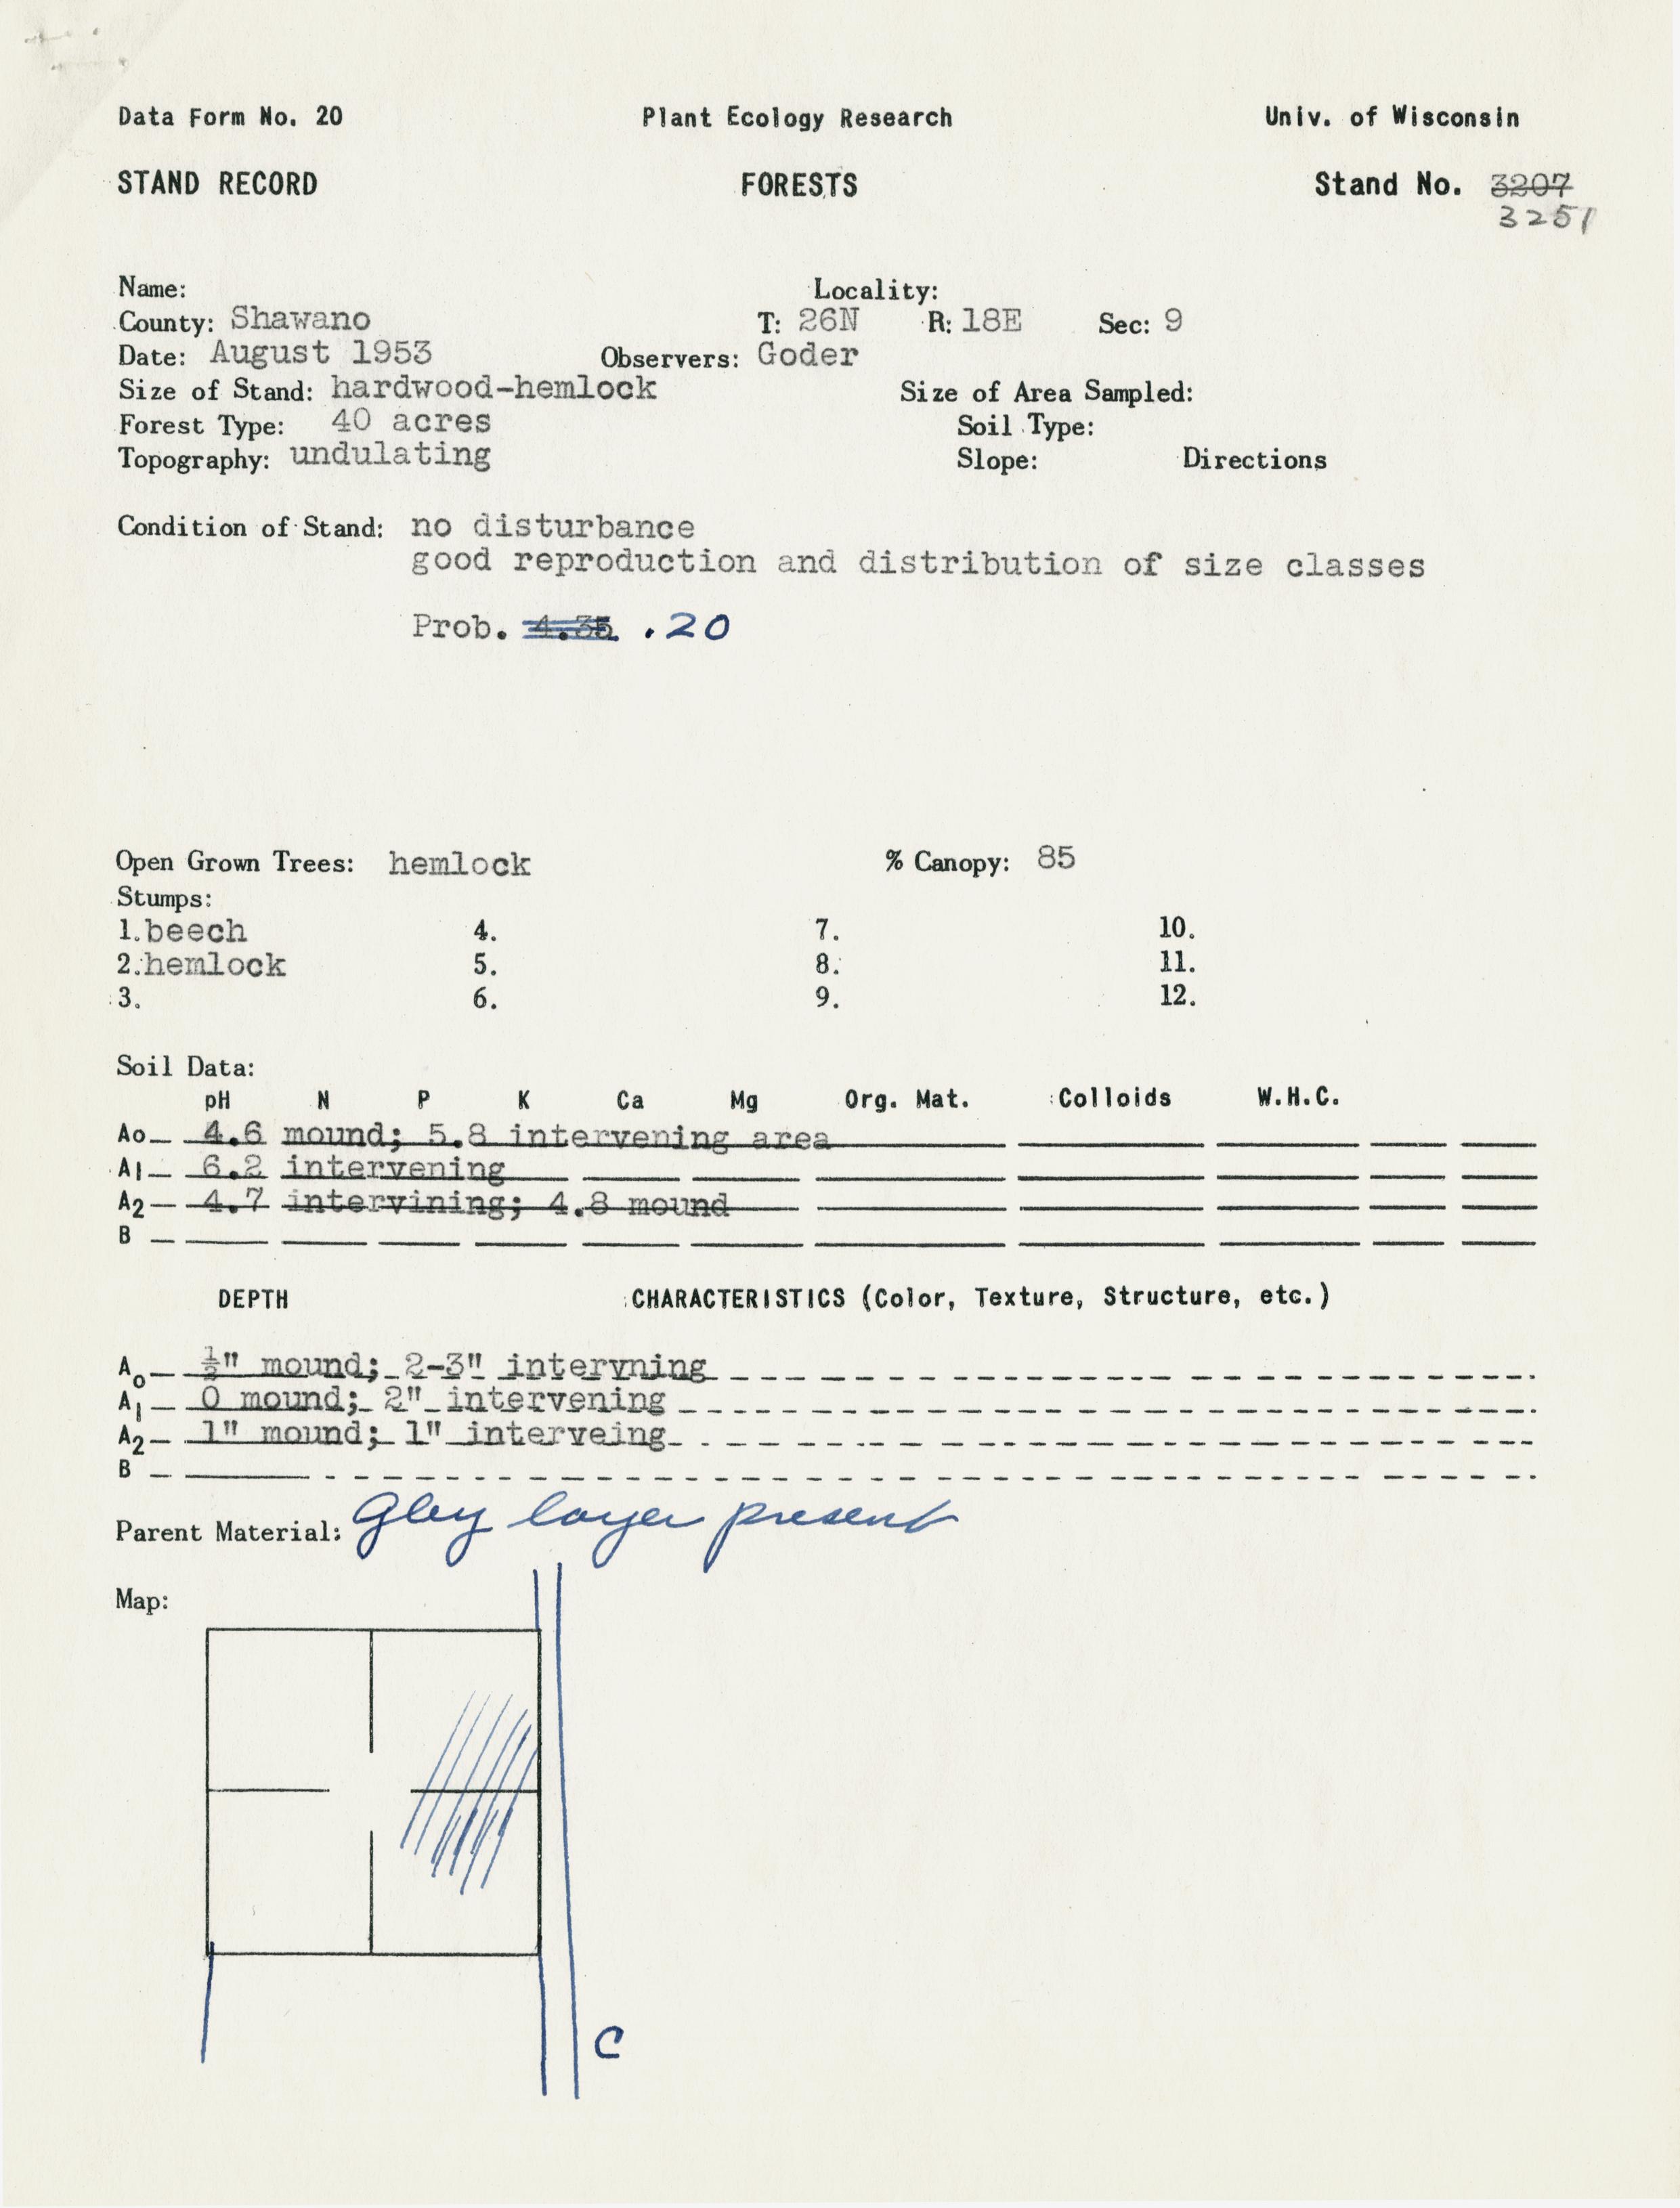 Data Form No. 20 Plant Ecology Research Univ. of Wisconsin
STAND RECORD FORESTS Stand No. 3207
3251
Name: Locality:
County: Shawano T: 26N R: 18E Sec: 9
Date: August 1953 Observers: Goder
Size of Stand: hardwood-hemlock Size of Area Sampled:
Forest Type: 40 acres Soil Type:
Topography: undulating Slope: Directions
Condition of Stand: no disturbance
good reproduction and distribution of size classes
Prob. 4.35 .20
Open Grown Trees: hemlock % Canopy: 85
Stumps:
1. beech 4. 7. 10.
2. hemlock 5. 8. 11.
3. 6. 9. 12.
Soil Data:
pH N P K Ca Mg Org. Mat. Colloids W.H.C.
Ao 4.6 mound; 5.8 intervening area
A1 6.2 intervening
A2 4.7 intervining; 4.8 mound
B
DEPTH CHARACTERISTICS (Color, Texture, Structure, etc.)
Ao ½" mound; 2-3" intervning
A1 0 mound; 2" intervening
A2 1" mound; 1" interveing
B
Parent Material: Gley layer present
Map:
C